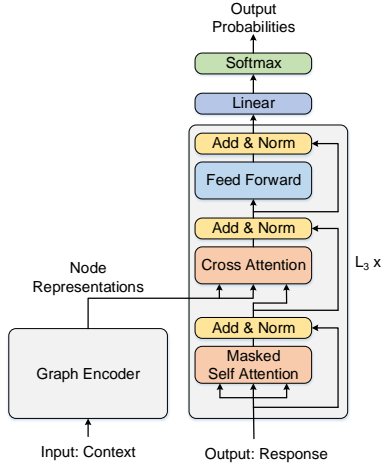 Output
Probabilities
Softmax
Linear
Add & Norm
Feed Forward
Add & Norm
Cross Attention
L₃ x
Node
Representations
Add & Norm
Masked
Self Attention
Graph Encoder
Input: Context
Output: Response